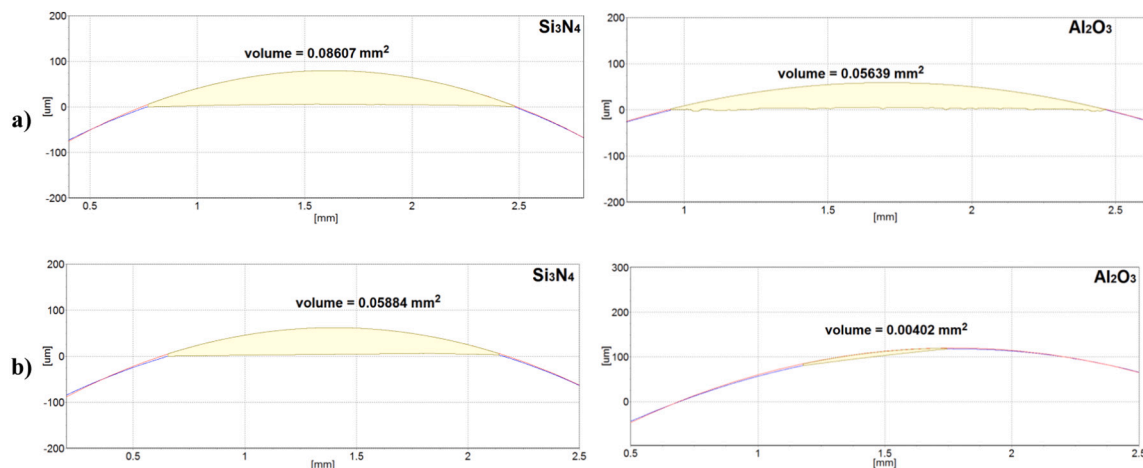 a)
200
100
0
-100
-200
[um]
Si₃N₄
volume = 0.08607 mm²
0.5 1 1.5 2 2.5
[mm]
200
100
0
-100
-200
[um]
Al₂O₃
volume = 0.05639 mm²
1 1.5 2 2.5
[mm]
b)
200
100
0
-100
-200
[um]
Si₃N₄
volume = 0.05884 mm²
0.5 1 1.5 2 2.5
[mm]
300
200
100
0
[um]
Al₂O₃
volume = 0.00402 mm²
0.5 1 1.5 2 2.5
[mm]